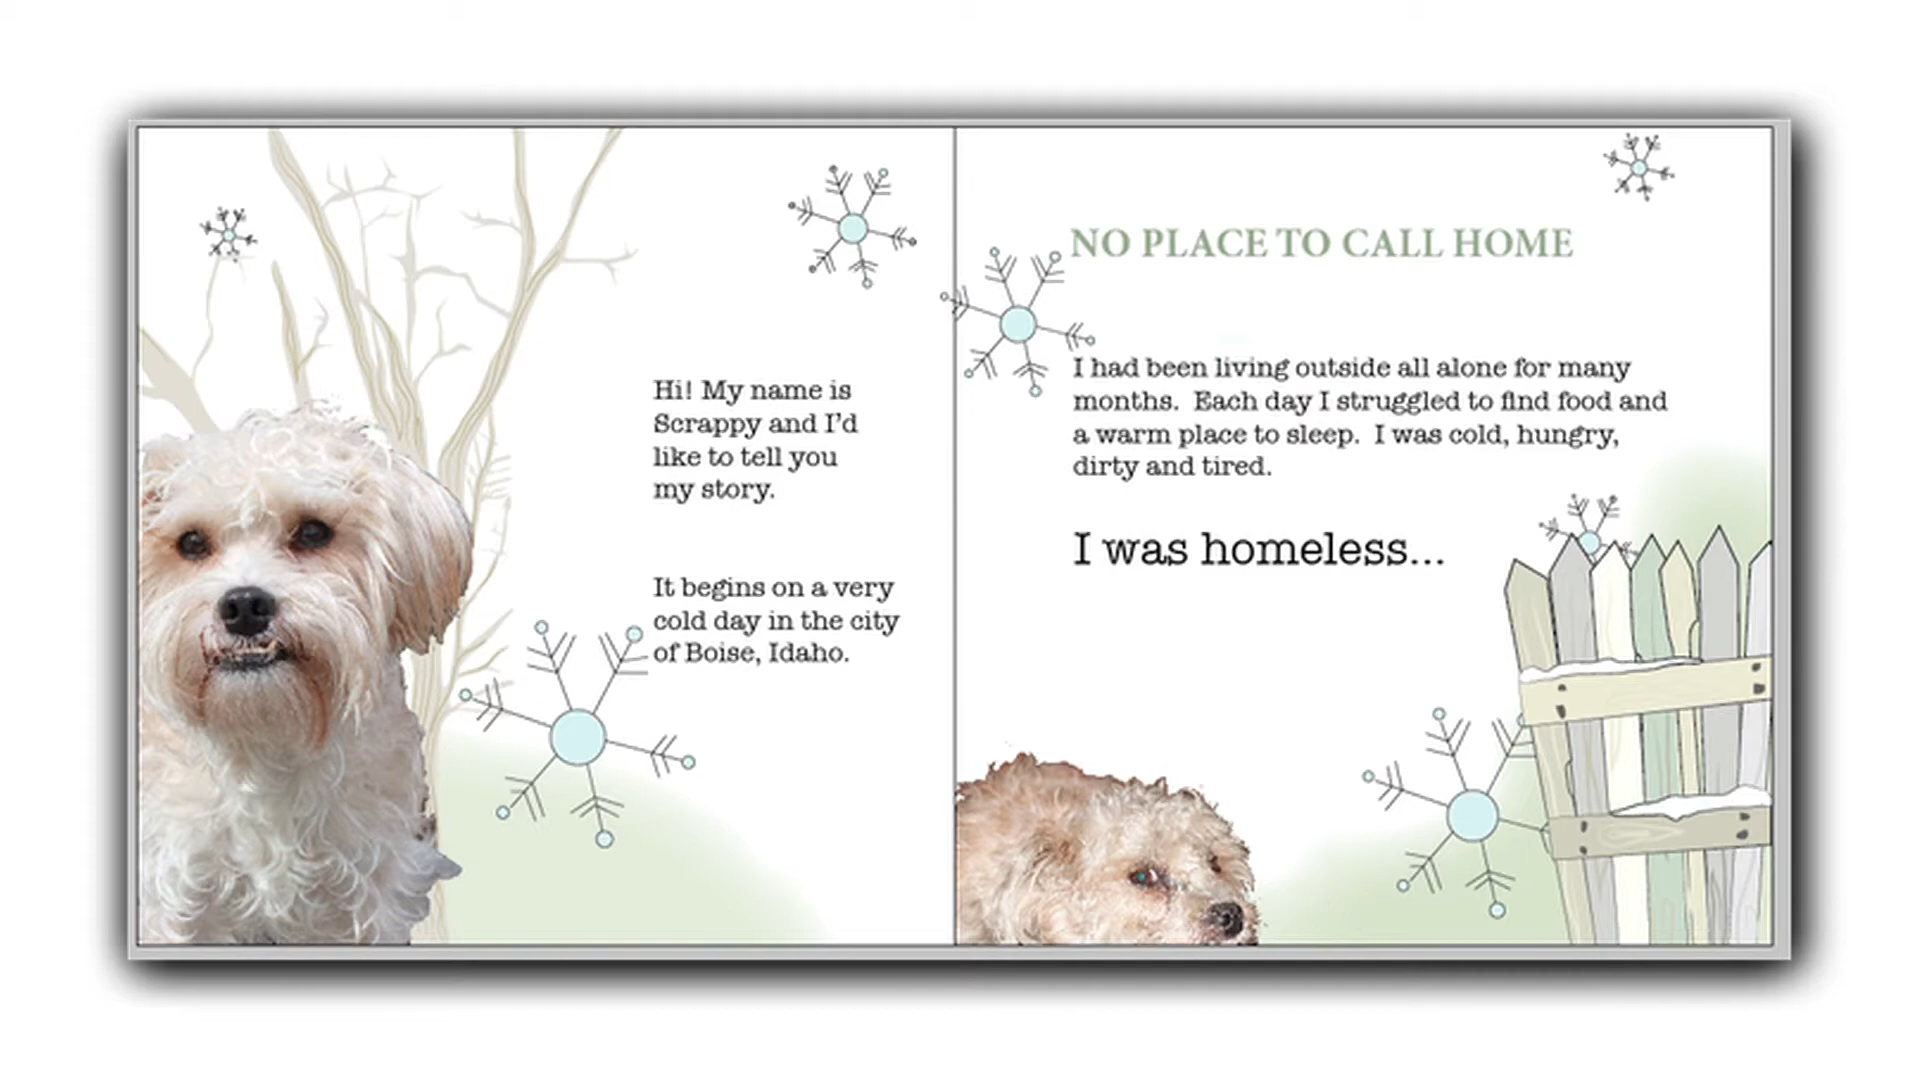 Hi! My name is
Scrappy and I'd
like to tell you
my story.
It begins on a very
cold day in the city
of Boise, Idaho.
NO PLACE TO CALL HOME
I had been living outside all alone for many
months. Each day I struggled to find food and
a warm place to sleep. I was cold, hungry,
dirty and tired.
I was homeless...